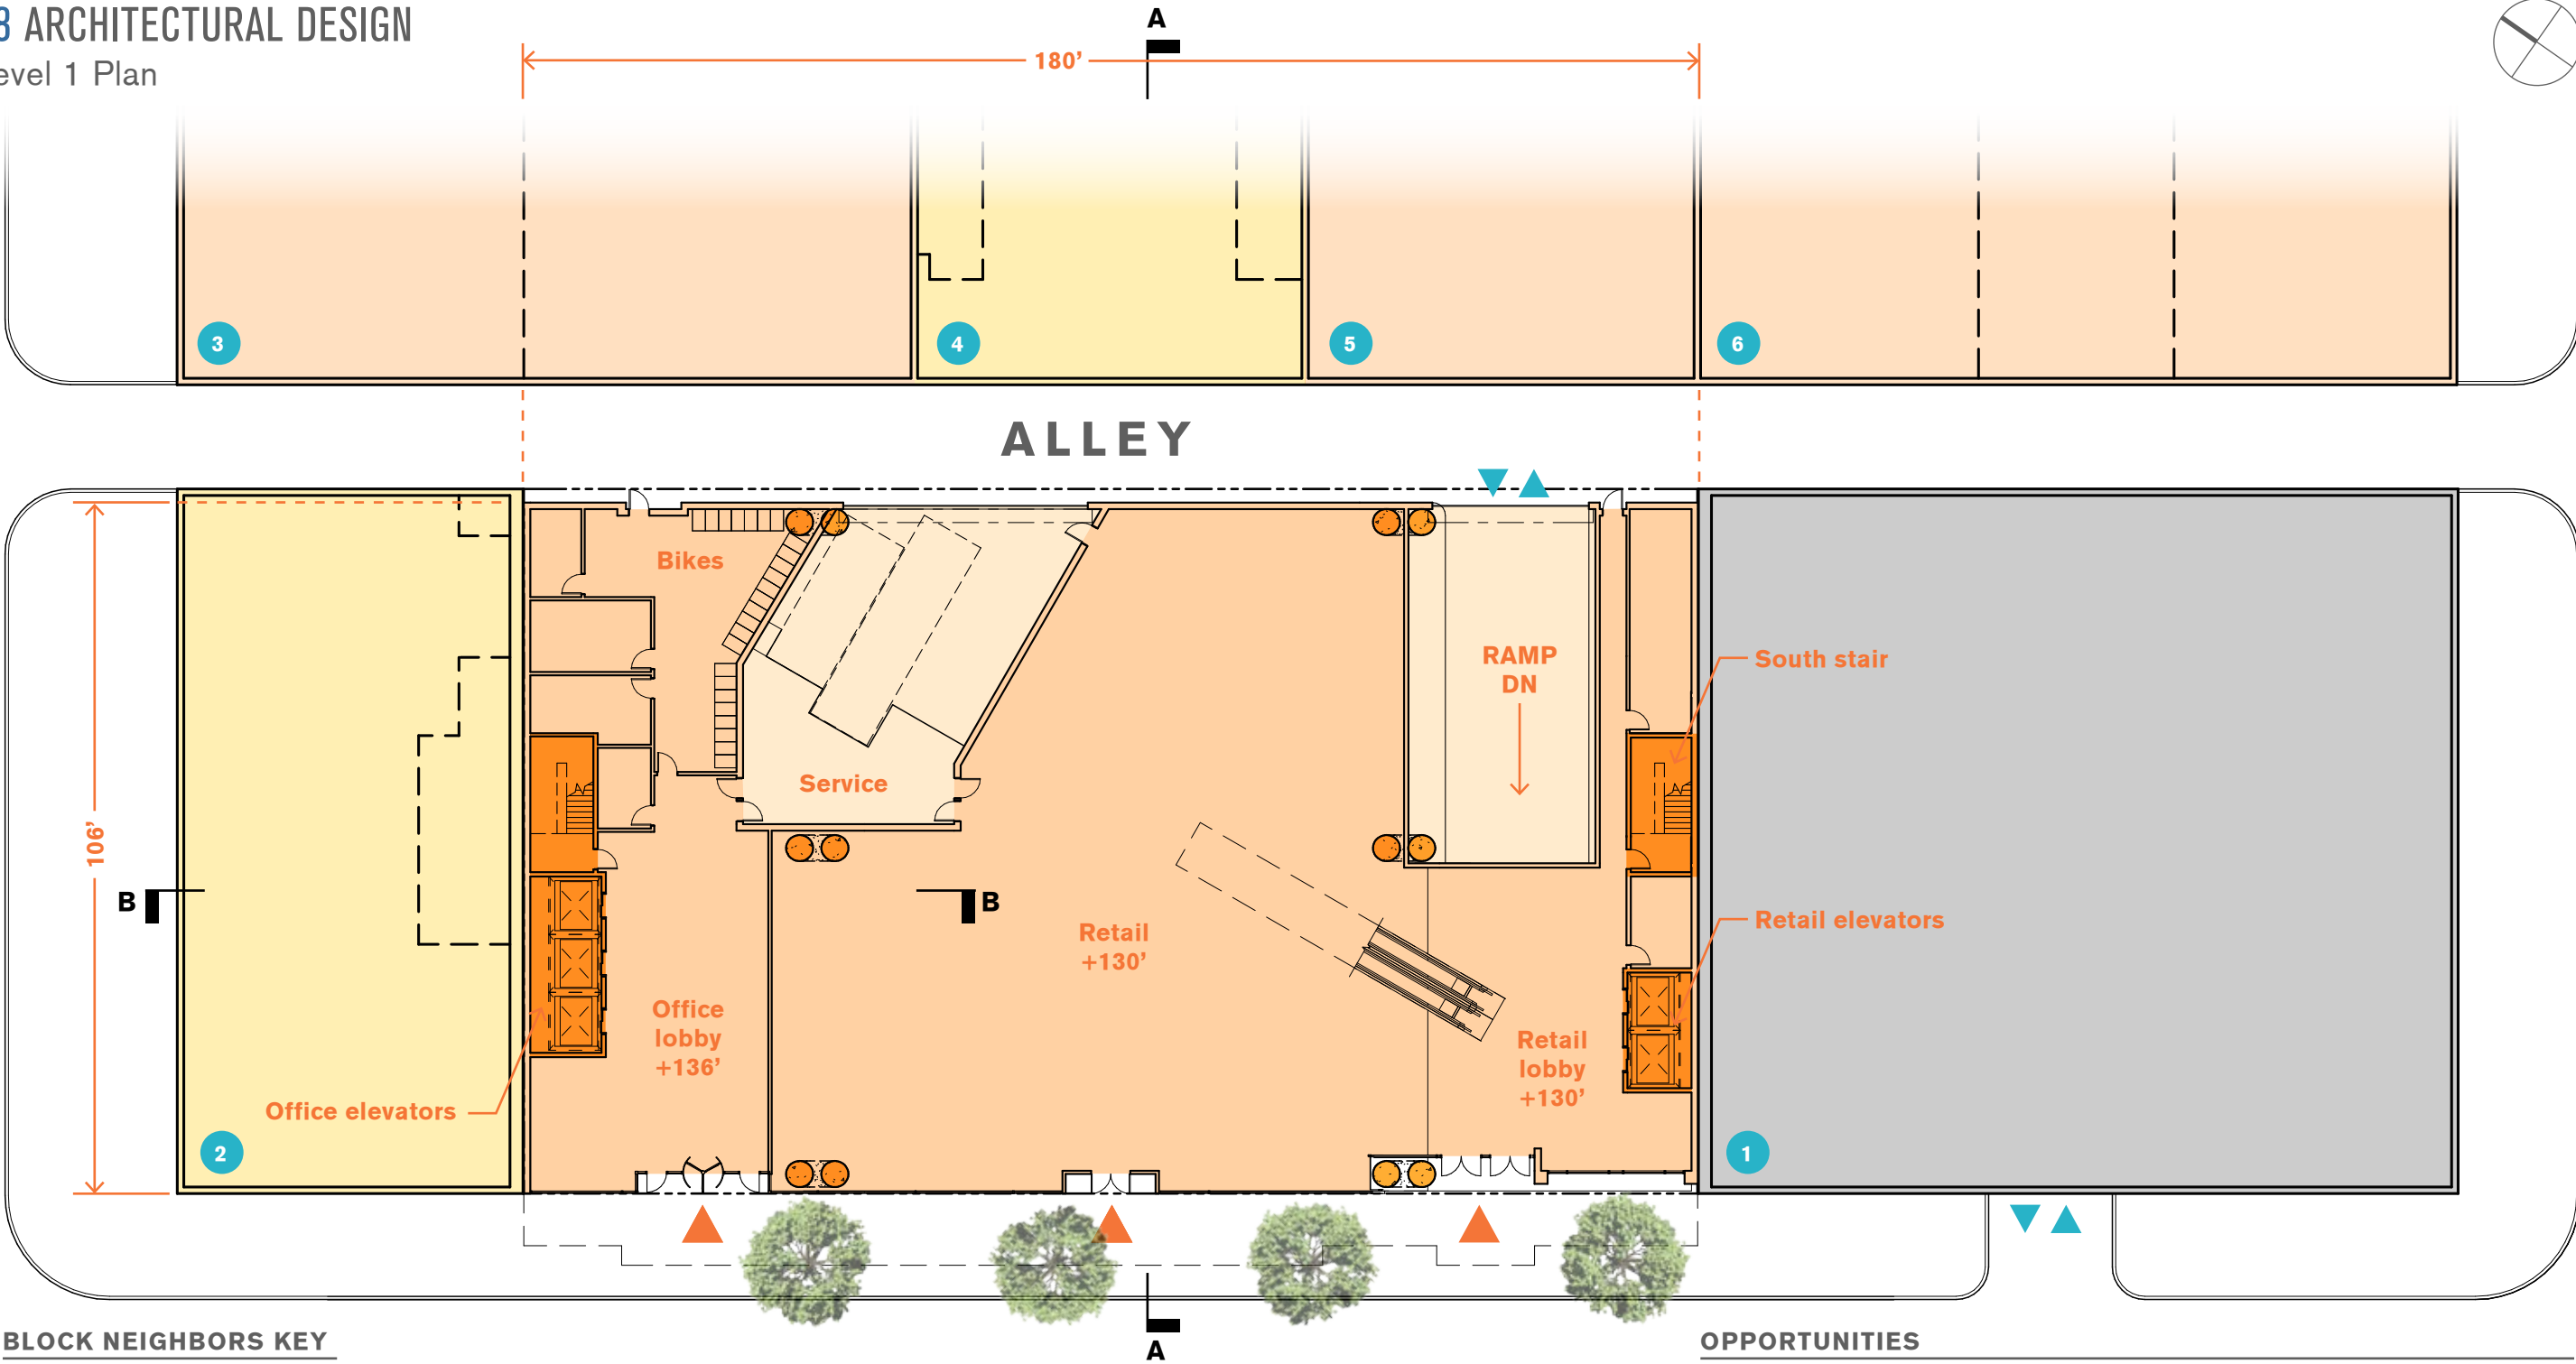 8 ARCHITECTURAL DESIGN
evel 1 Plan
A
180’
3
4
5
6
ALLEY
Bikes
RAMP
DN
South stair
Service
106’
B
B
Retail
+130’
Retail elevators
Office
lobby
+136’
Retail
lobby
+130’
Office elevators
2
1
A
BLOCK NEIGHBORS KEY
OPPORTUNITIES